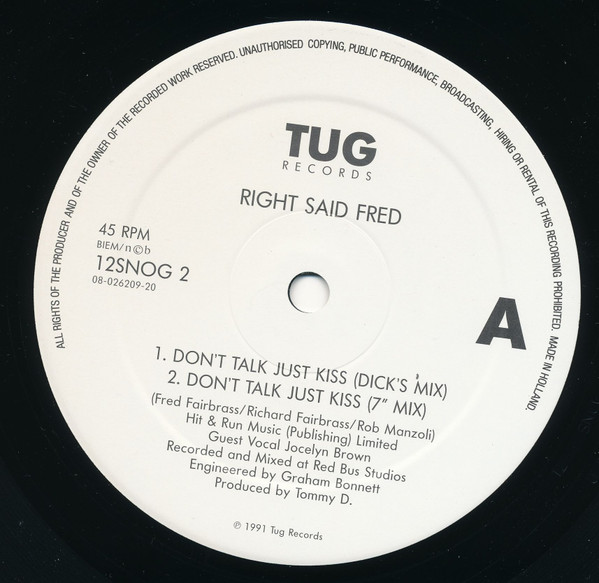 ALL RIGHTS OF THE PRODUCER AND OF THE OWNER OF THE RECORDED WORK RESERVED. UNAUTHORISED COPYING, PUBLIC PERFORMANCE, BROADCASTING, HIRING OR RENTAL OF THIS RECORDING PROHIBITED. MADE IN HOLLAND.
TUG
RECORDS
RIGHT SAID FRED
45 RPM
BIEM/n©b
12SNOG 2
08-026209-20
A
1. DON'T TALK JUST KISS (DICK'S MIX)
2. DON'T TALK JUST KISS (7" MIX)
(Fred Fairbrass/Richard Fairbrass/Rob Manzoli)
Hit & Run Music (Publishing) Limited
Guest Vocal Jocelyn Brown
Recorded and Mixed at Red Bus Studios
Engineered by Graham Bonnett
Produced by Tommy D.
℗ 1991 Tug Records